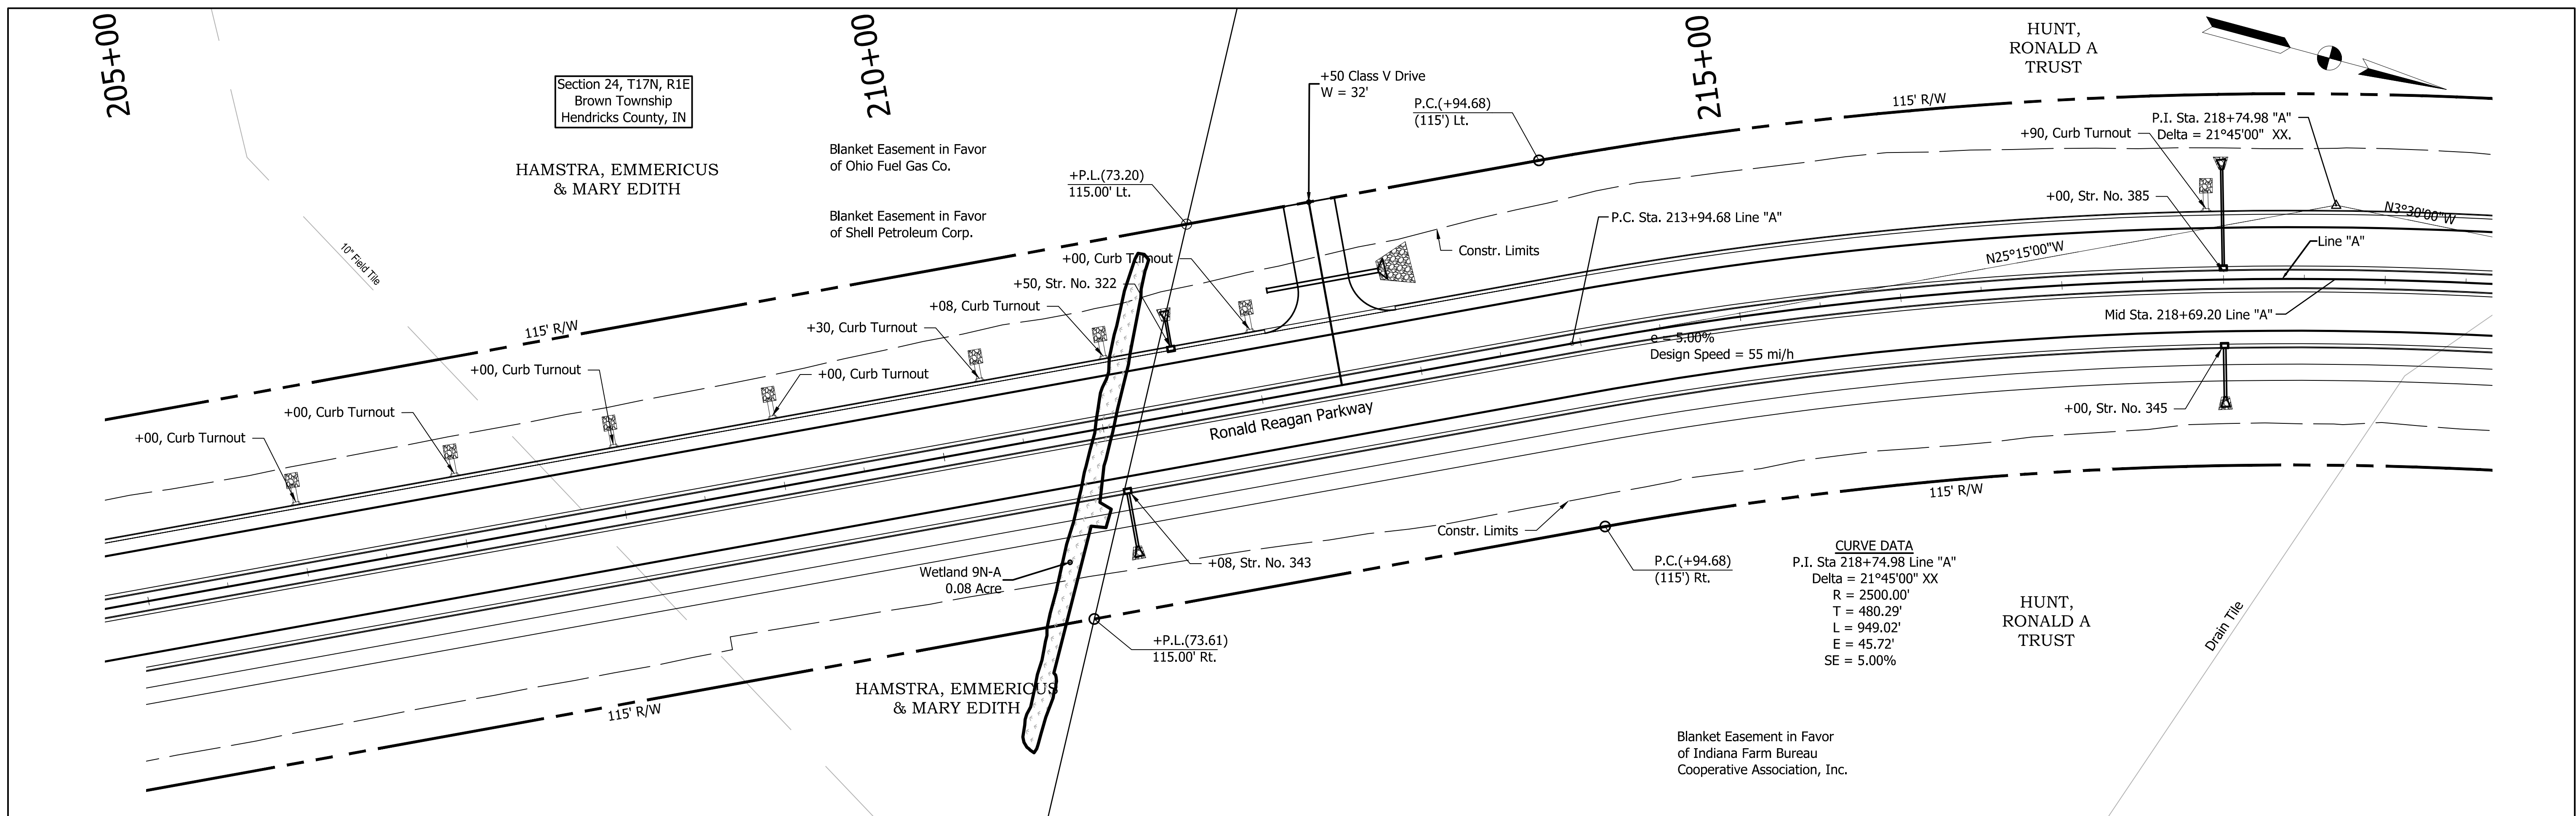 205+00
210+00
215+00
Section 24, T17N, R1E
Brown Township
Hendricks County, IN
HAMSTRA, EMMERICUS
& MARY EDITH
Blanket Easement in Favor
of Ohio Fuel Gas Co.
Blanket Easement in Favor
of Shell Petroleum Corp.
+P.L.(73.20)
115.00' Lt.
+50 Class V Drive
W = 32'
P.C.(+94.68)
(115') Lt.
HUNT,
RONALD A
TRUST
115' R/W
P.I. Sta. 218+74.98 "A"
Delta = 21°45'00" XX.
+90, Curb Turnout
+00, Str. No. 385
N3°30'00"W
Line "A"
N25°15'00"W
Mid Sta. 218+69.20 Line "A"
P.C. Sta. 213+94.68 Line "A"
Constr. Limits
10" Field Tile
115' R/W
+00, Curb Turnout
+50, Str. No. 322
+08, Curb Turnout
+30, Curb Turnout
+00, Curb Turnout
+00, Curb Turnout
+00, Curb Turnout
+00, Curb Turnout
e = 5.00%
Design Speed = 55 mi/h
Ronald Reagan Parkway
+00, Str. No. 345
115' R/W
Constr. Limits
+08, Str. No. 343
Wetland 9N-A
0.08 Acre
P.C.(+94.68)
(115') Rt.
CURVE DATA
P.I. Sta 218+74.98 Line "A"
Delta = 21°45'00" XX
R = 2500.00'
T = 480.29'
L = 949.02'
E = 45.72'
SE = 5.00%
HUNT,
RONALD A
TRUST
Drain Tile
+P.L.(73.61)
115.00' Rt.
HAMSTRA, EMMERICUS
& MARY EDITH
115' R/W
Blanket Easement in Favor
of Indiana Farm Bureau
Cooperative Association, Inc.